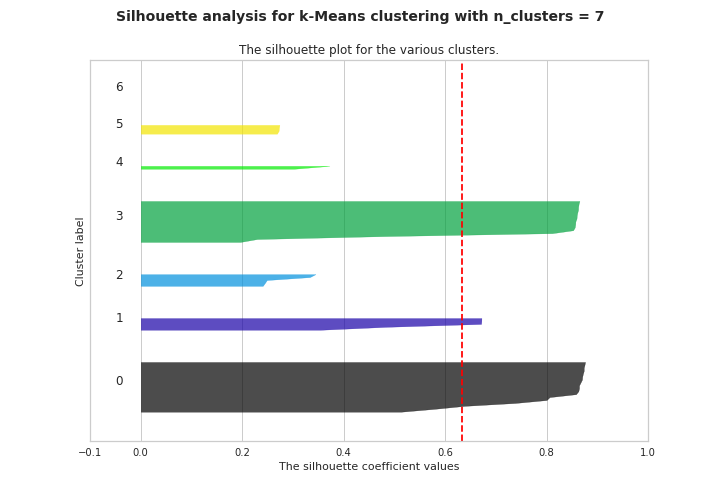 Silhouette analysis for k-Means clustering with n_clusters = 7
The silhouette plot for the various clusters.
6
5
4
3
2
1
0
Cluster label
−0.1 0.0 0.2 0.4 0.6 0.8 1.0
The silhouette coefficient values